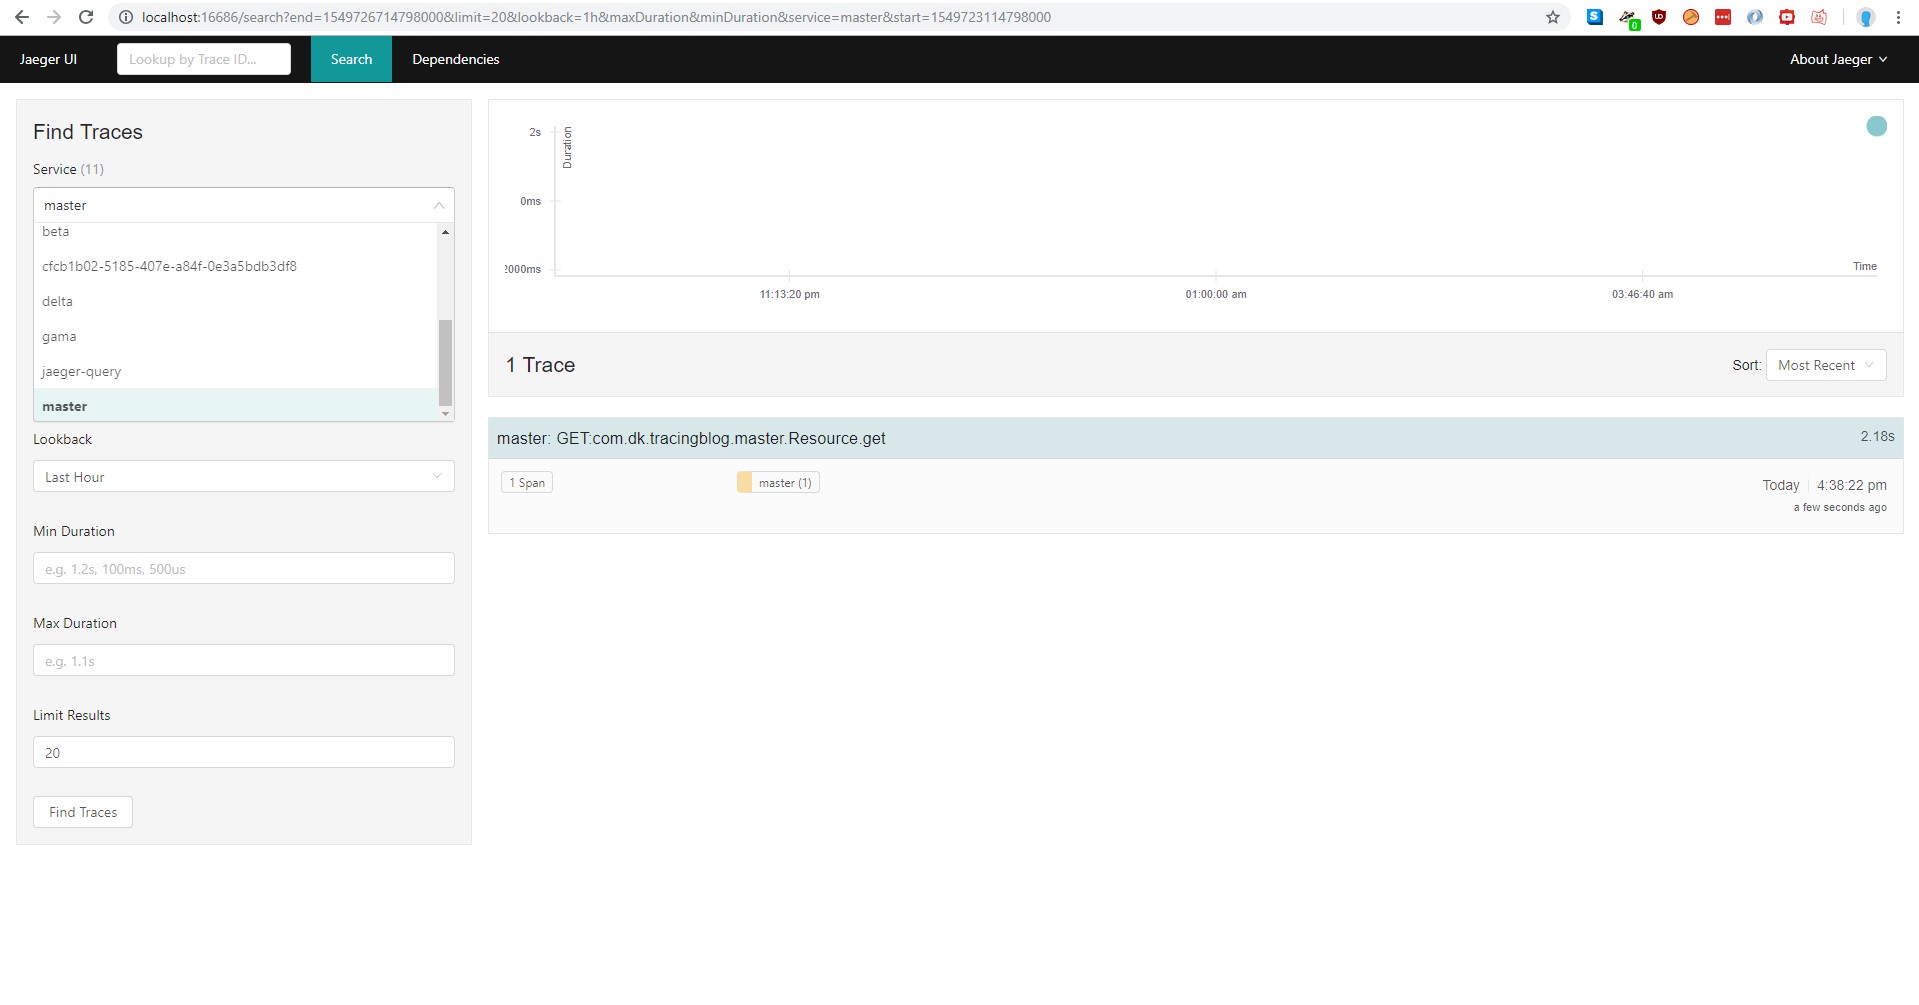 localhost:16686/search?end=1549726714798000&limit=20&lookback=1h&maxDuration&minDuration&service=master&start=1549723114798000
0
Jaeger UI
Lookup by Trace ID...
Search
Dependencies
About Jaeger
Find Traces
Service (11)
master
beta
cfcb1b02-5185-407e-a84f-0e3a5bdb3df8
delta
gama
jaeger-query
master
Lookback
Last Hour
Min Duration
e.g. 1.2s, 100ms, 500us
Max Duration
e.g. 1.1s
Limit Results
20
Find Traces
2s
Duration
0ms
2000ms
Time
11:13:20 pm
01:00:00 am
03:46:40 am
1 Trace
Sort: Most Recent
master: GET:com.dk.tracingblog.master.Resource.get
2.18s
1 Span
master (1)
Today 4:38:22 pm
a few seconds ago